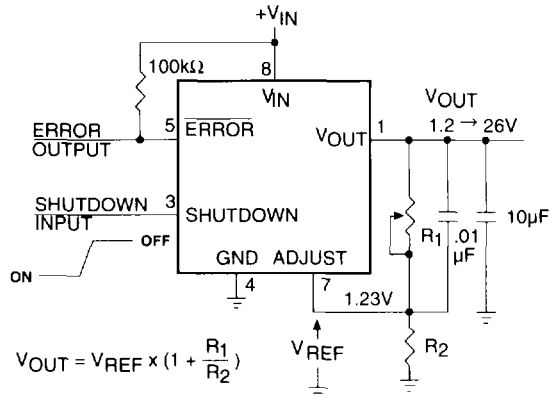 +VIN
100kΩ
8
VIN
ERROR OUTPUT
5
ERROR
VOUT
1
VOUT
1.2 → 26V
SHUTDOWN INPUT
3
SHUTDOWN
R1
.01 µF
10µF
ON
OFF
GND
ADJUST
4
7
1.23V
VREF
R2
VOUT = VREF x (1 + R1/R2)